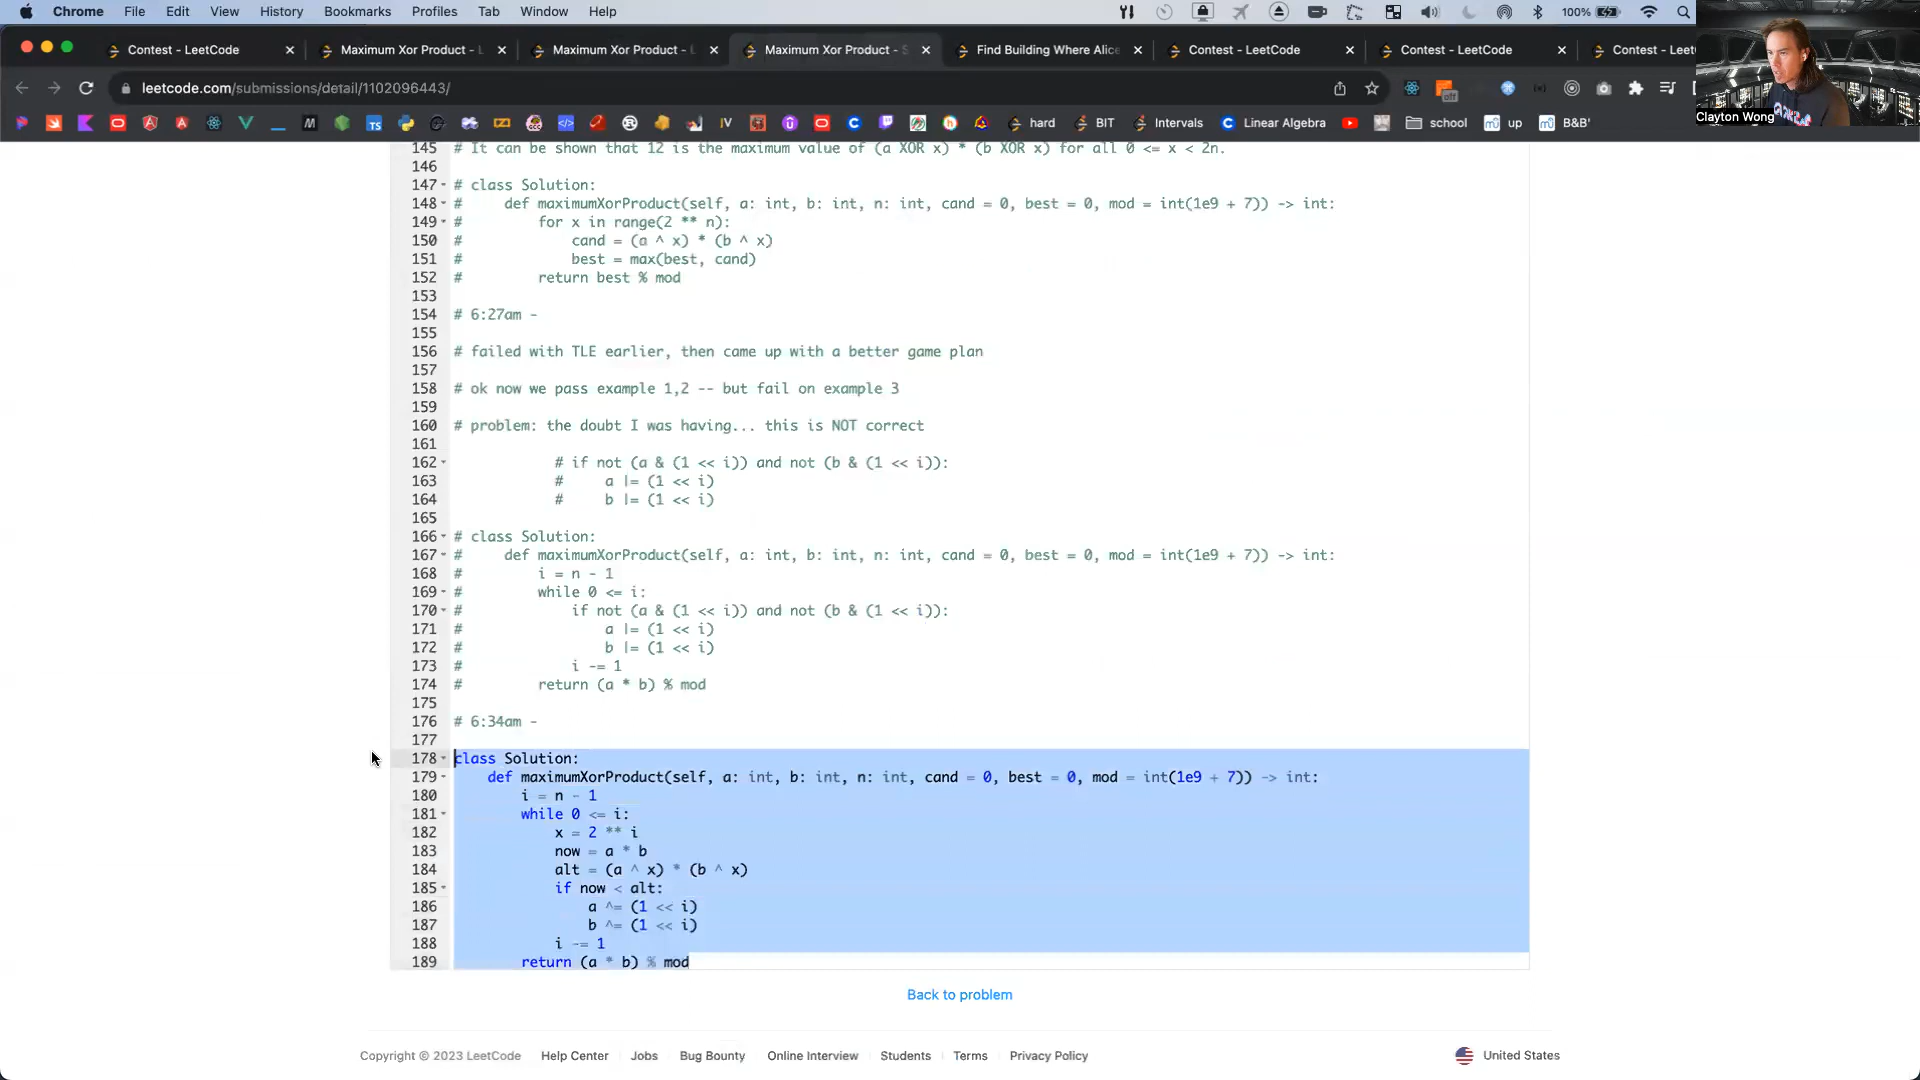 Chrome File Edit View History Bookmarks Profiles Tab Window Help 100%
Contest - LeetCode Maximum Xor Product - L Maximum Xor Product - L Maximum Xor Product - S Find Building Where Alice Contest - LeetCode Contest - LeetCode Contest - Leet
leetcode.com/submissions/detail/1102096443/ off
TS IV hard BIT Intervals Linear Algebra school up B&B'
Clayton Wong
145 # It can be shown that 12 is the maximum value of (a XOR x) * (b XOR x) for all 0 <= x < 2n.
146
147 # class Solution:
148 # def maximumXorProduct(self, a: int, b: int, n: int, cand = 0, best = 0, mod = int(1e9 + 7)) -> int:
149 # for x in range(2 ** n):
150 # cand = (a ^ x) * (b ^ x)
151 # best = max(best, cand)
152 # return best % mod
153
154 # 6:27am -
155
156 # failed with TLE earlier, then came up with a better game plan
157
158 # ok now we pass example 1,2 -- but fail on example 3
159
160 # problem: the doubt I was having... this is NOT correct
161
162 # if not (a & (1 << i)) and not (b & (1 << i)):
163 # a |= (1 << i)
164 # b |= (1 << i)
165
166 # class Solution:
167 # def maximumXorProduct(self, a: int, b: int, n: int, cand = 0, best = 0, mod = int(1e9 + 7)) -> int:
168 # i = n - 1
169 # while 0 <= i:
170 # if not (a & (1 << i)) and not (b & (1 << i)):
171 # a |= (1 << i)
172 # b |= (1 << i)
173 # i -= 1
174 # return (a * b) % mod
175
176 # 6:34am -
177
178 class Solution:
179 def maximumXorProduct(self, a: int, b: int, n: int, cand = 0, best = 0, mod = int(1e9 + 7)) -> int:
180 i = n - 1
181 while 0 <= i:
182 x = 2 ** i
183 now = a * b
184 alt = (a ^ x) * (b ^ x)
185 if now < alt:
186 a ^= (1 << i)
187 b ^= (1 << i)
188 i -= 1
189 return (a * b) % mod
Back to problem
Copyright © 2023 LeetCode Help Center Jobs Bug Bounty Online Interview Students Terms Privacy Policy United States